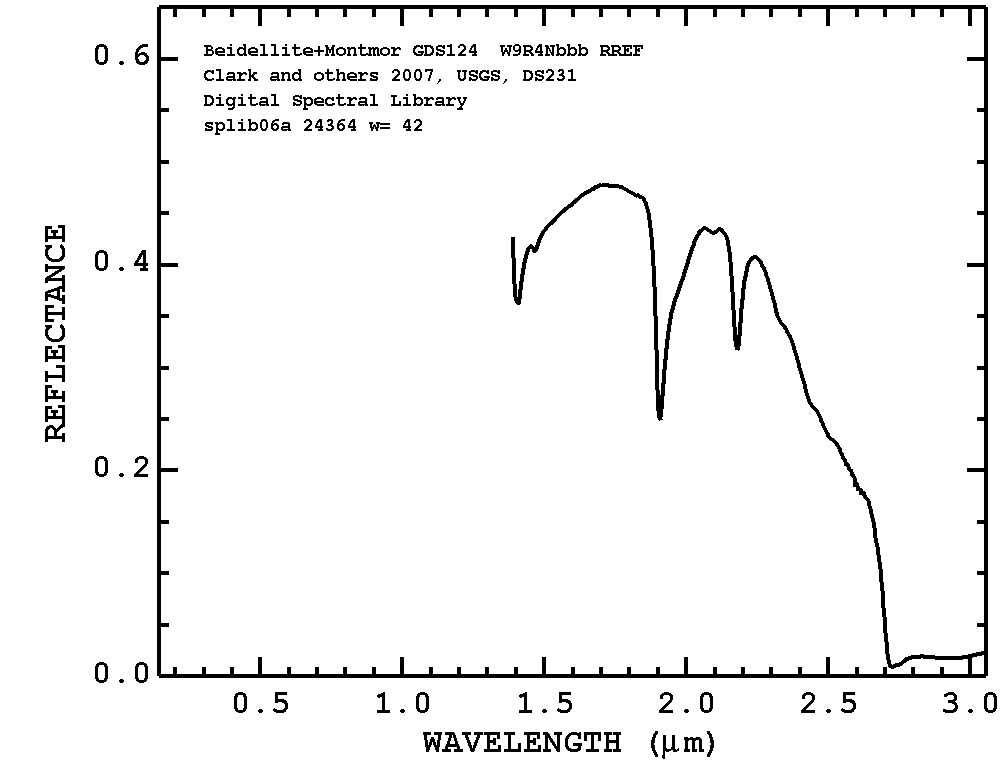 Beidellite+Montmor GDS124  W9R4Nbbb RREF
Clark and others 2007, USGS, DS231
Digital Spectral Library
splib06a 24364 w= 42
0.6
0.4
0.2
0.0
REFLECTANCE
0.5 1.0 1.5 2.0 2.5 3.0
WAVELENGTH (μm)